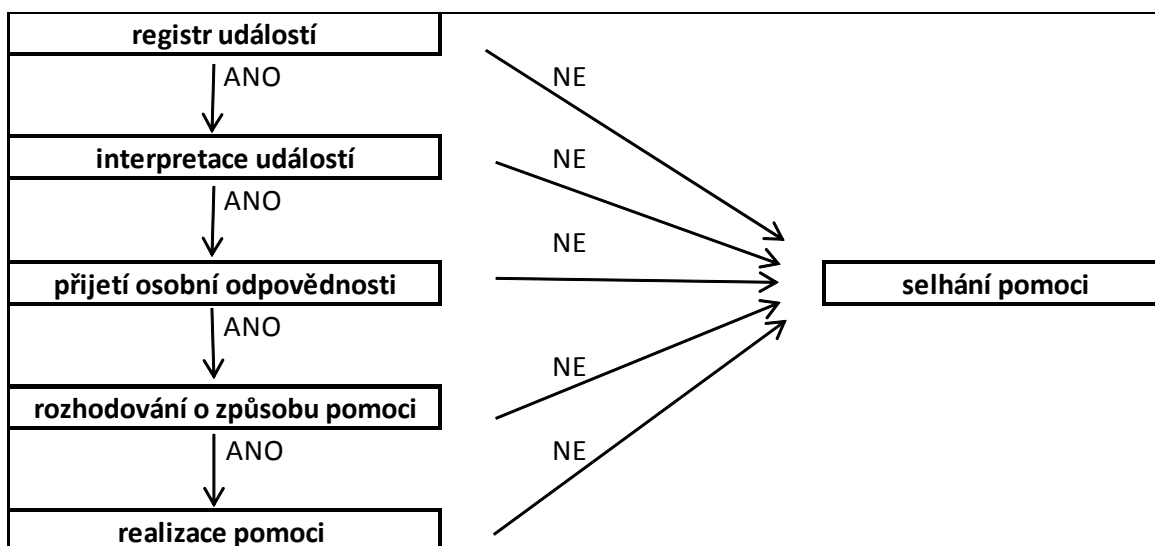 registr událostí
ANO
NE
interpretace událostí
NE
ANO
NE
přijetí osobní odpovědnosti
selhání pomoci
ANO
NE
rozhodování o způsobu pomoci
ANO
NE
realizace pomoci